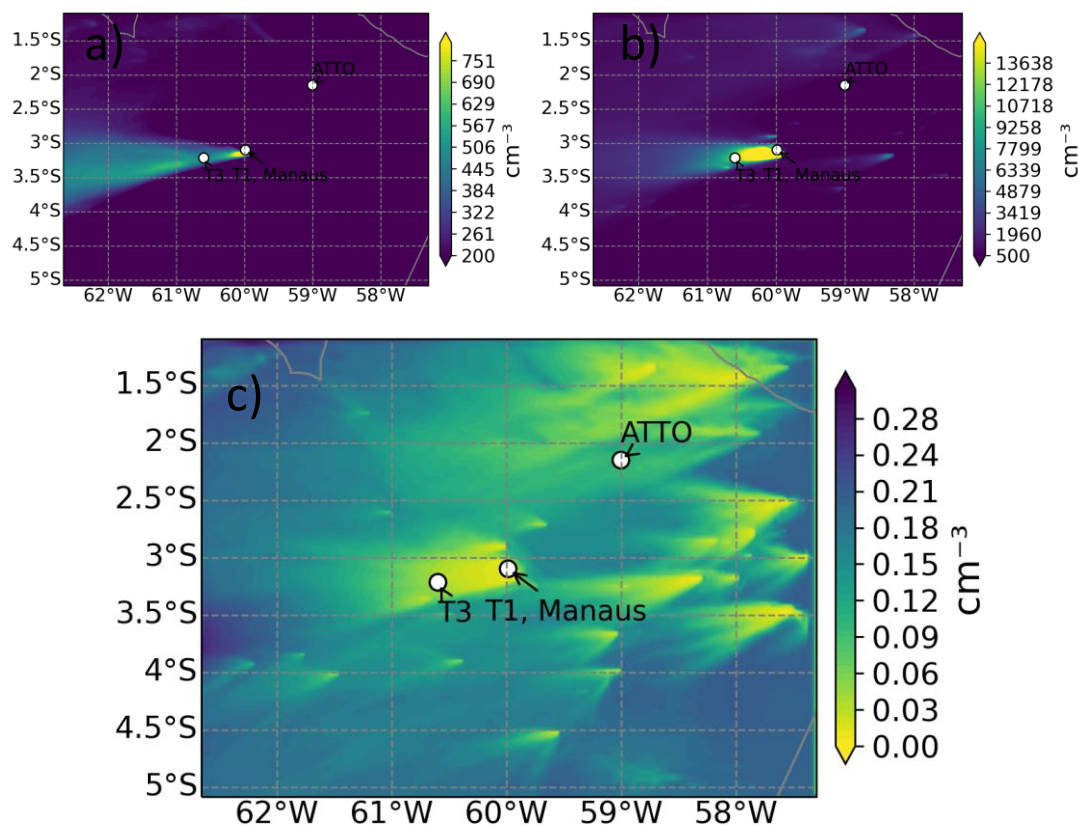 a)
1.5°S
2°S
2.5°S
3°S
3.5°S
4°S
4.5°S
5°S
62°W 61°W 60°W 59°W 58°W
ATTO
T3 T1, Manaus
751
690
629
567
506
445
384
322
261
200
cm⁻³
b)
1.5°S
2°S
2.5°S
3°S
3.5°S
4°S
4.5°S
5°S
62°W 61°W 60°W 59°W 58°W
ATTO
T3 T1, Manaus
13638
12178
10718
9258
7799
6339
4879
3419
1960
500
cm⁻³
c)
1.5°S
2°S
2.5°S
3°S
3.5°S
4°S
4.5°S
5°S
62°W 61°W 60°W 59°W 58°W
ATTO
T3 T1, Manaus
0.28
0.24
0.21
0.18
0.15
0.12
0.09
0.06
0.03
0.00
cm⁻³